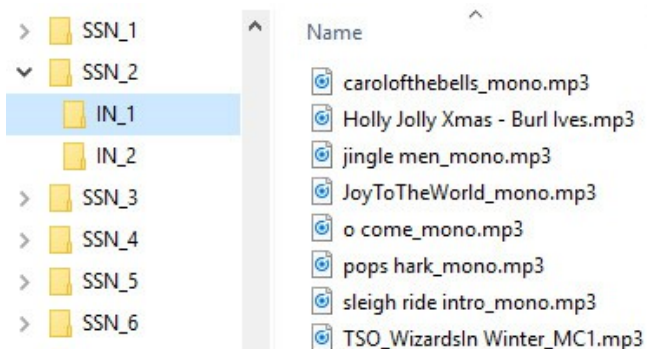 SSN_1
SSN_2
IN_1
IN_2
SSN_3
SSN_4
SSN_5
SSN_6
Name
carolofthebells_mono.mp3
Holly Jolly Xmas - Burl Ives.mp3
jingle men_mono.mp3
JoyToTheWorld_mono.mp3
o come_mono.mp3
pops hark_mono.mp3
sleigh ride intro_mono.mp3
TSO_WizardsIn Winter_MC1.mp3